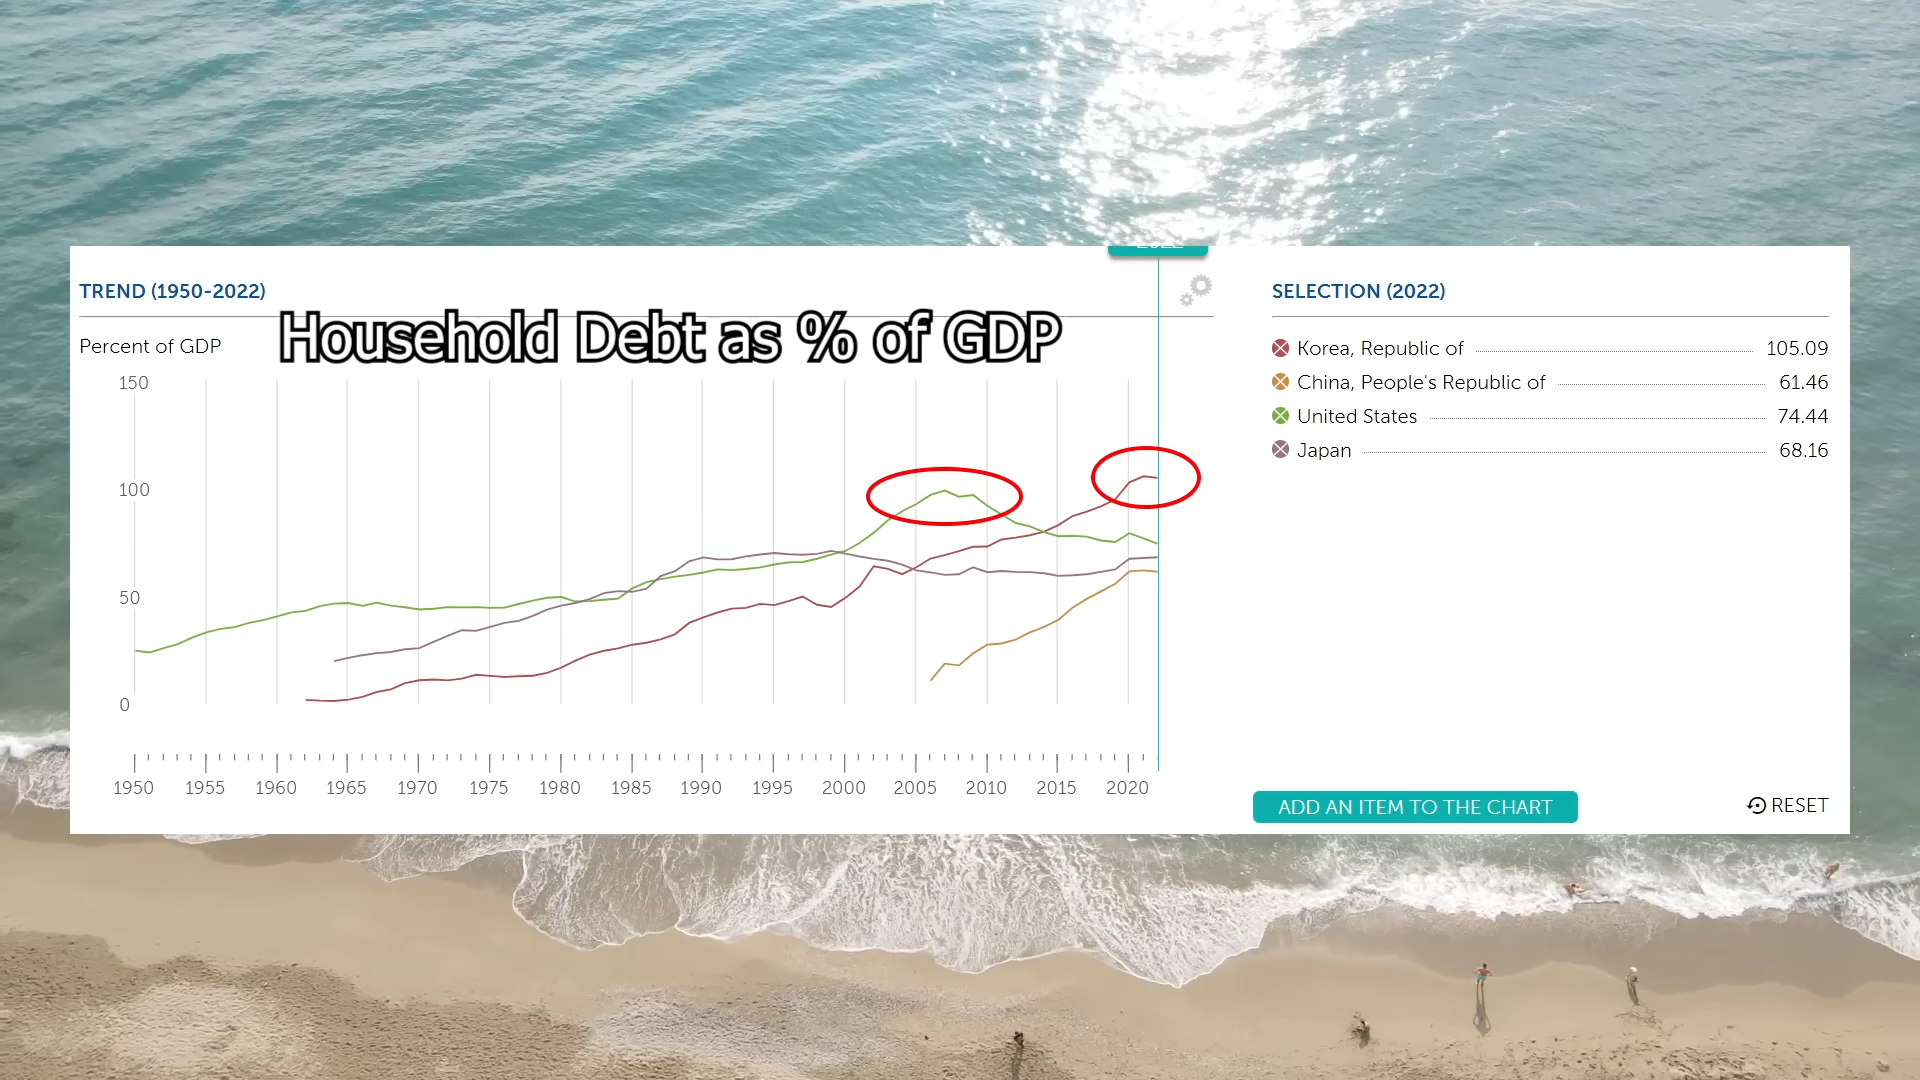 TREND (1950-2022)
Household Debt as % of GDP
Percent of GDP
150
100
50
0
1950 1955 1960 1965 1970 1975 1980 1985 1990 1995 2000 2005 2010 2015 2020
SELECTION (2022)
Korea, Republic of 105.09
China, People's Republic of 61.46
United States 74.44
Japan 68.16
ADD AN ITEM TO THE CHART
RESET